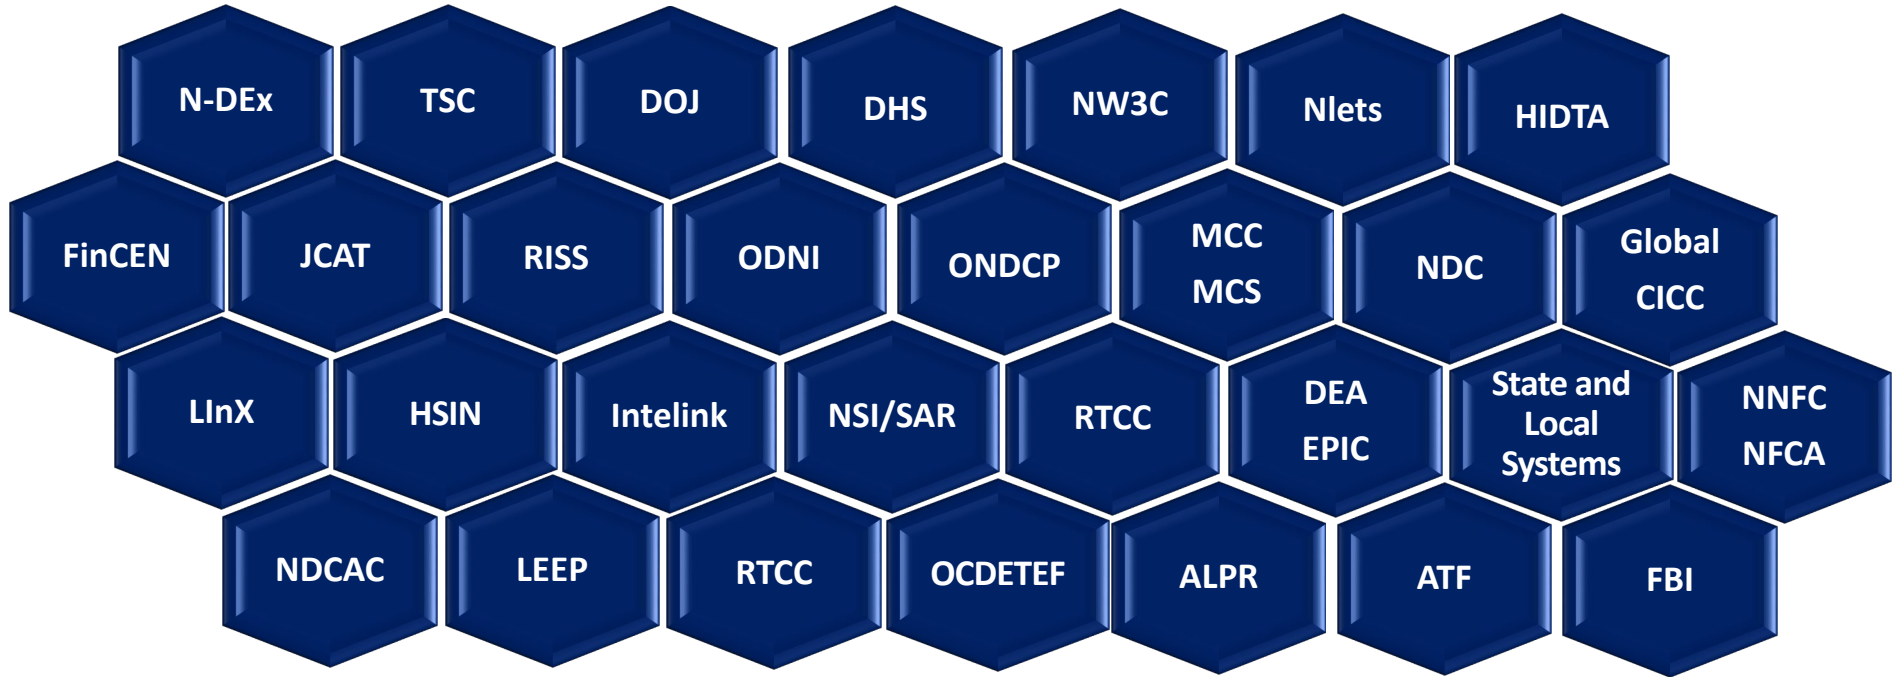 N-DEx
TSC
DOJ
DHS
NW3C
Nlets
HIDTA
FinCEN
JCAT
RISS
ODNI
ONDCP
MCC
MCS
NDC
Global
CICC
LInX
HSIN
Intelink
NSI/SAR
RTCC
DEA
EPIC
State and
Local
Systems
NNFC
NFCA
NDCAC
LEEP
RTCC
OCDETEF
ALPR
ATF
FBI